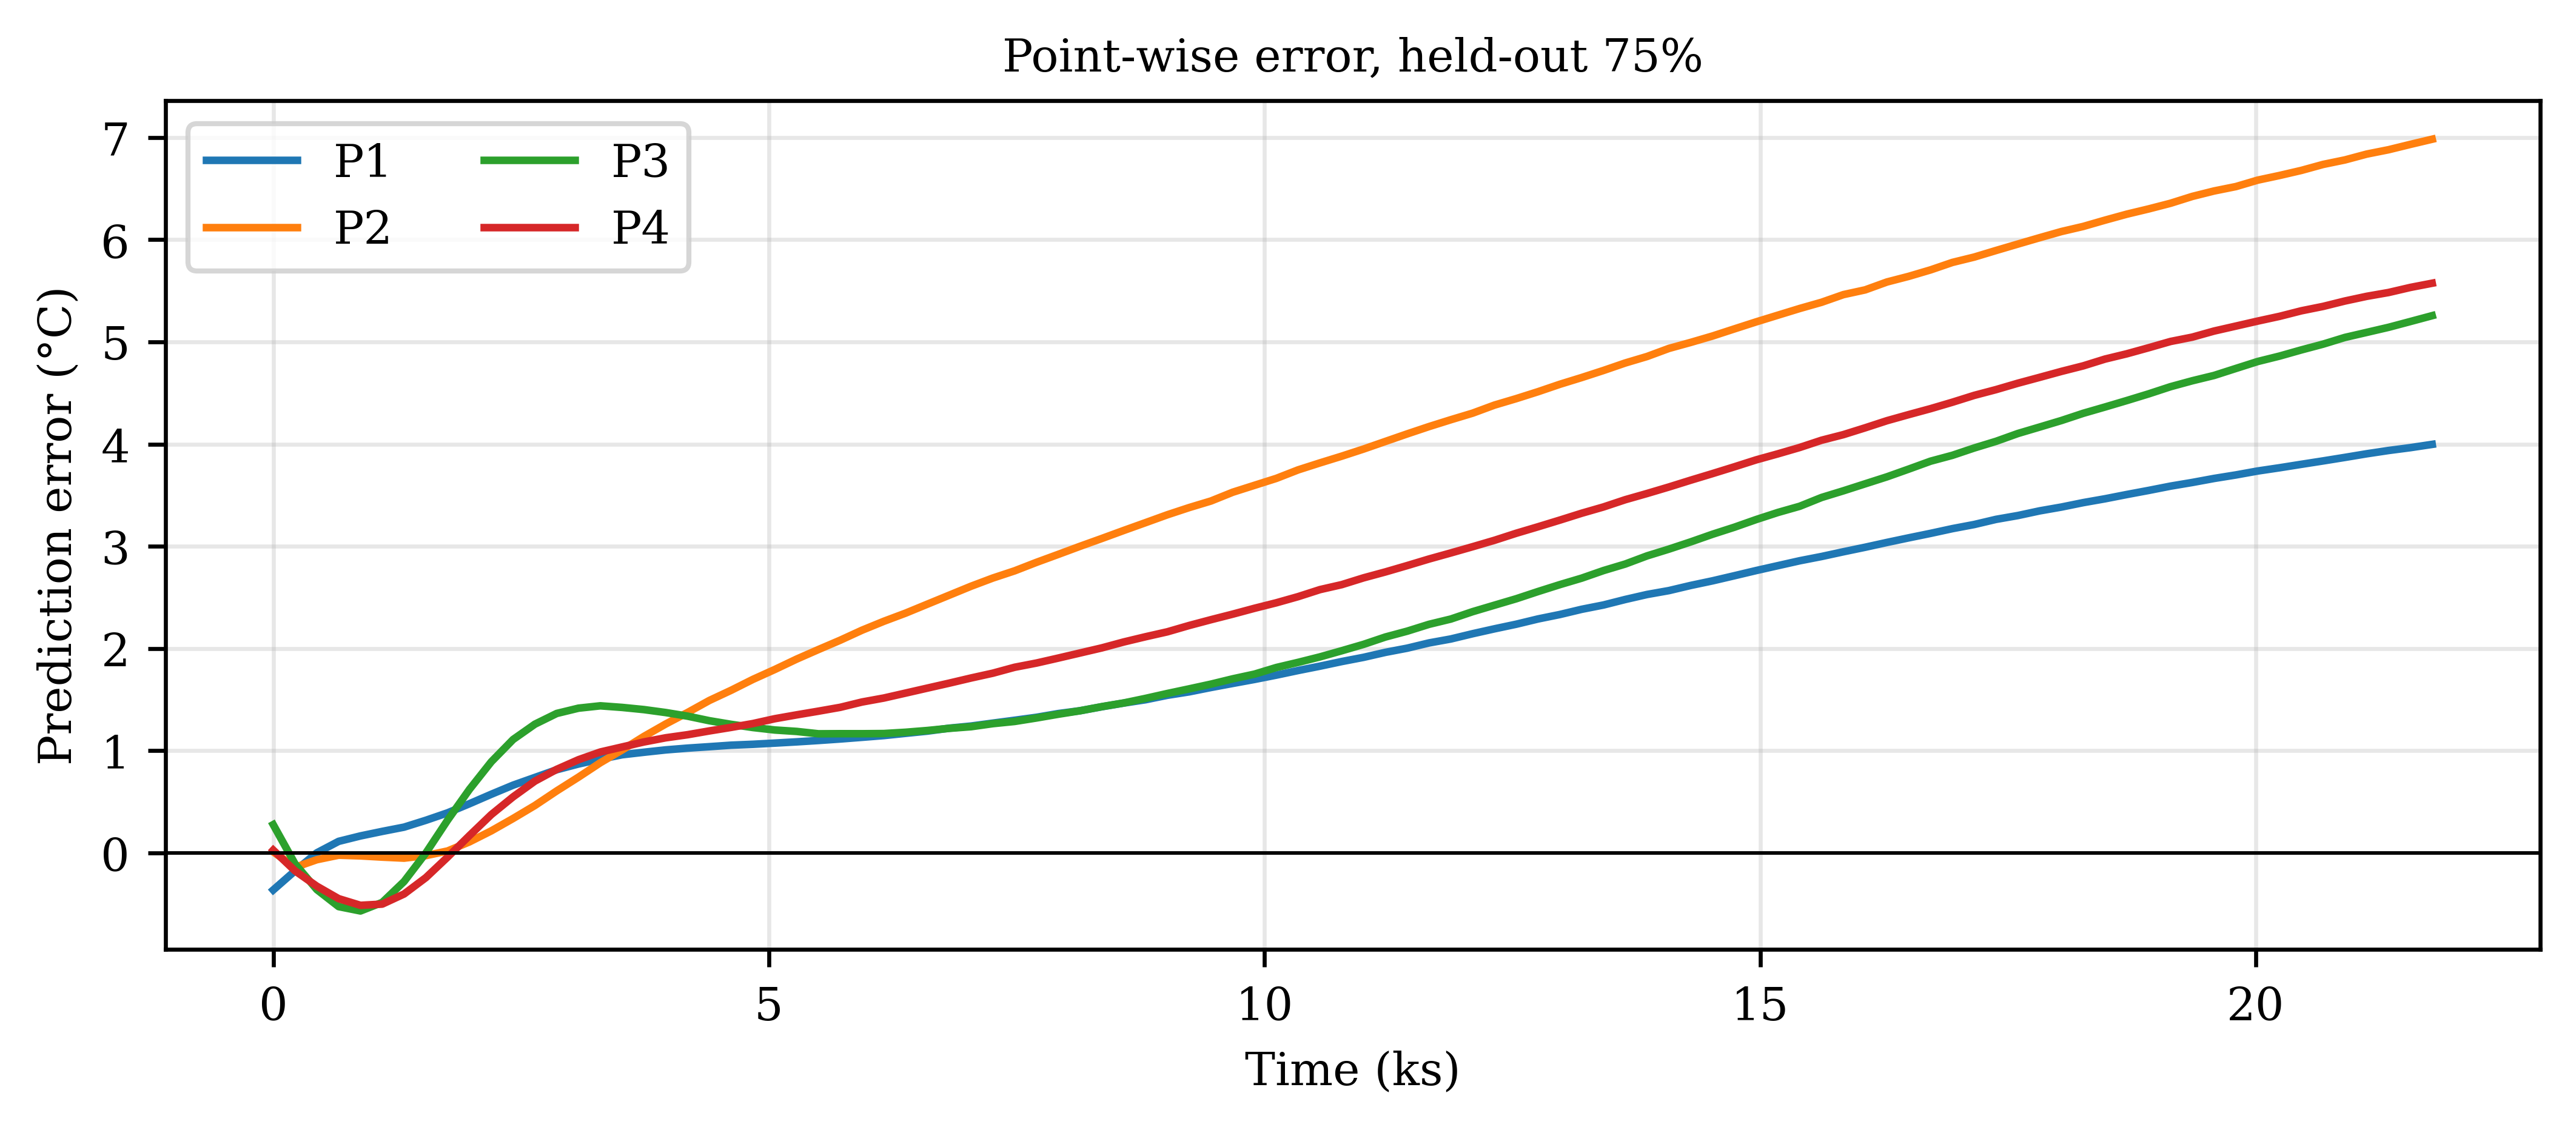 Point-wise error, held-out 75%
P1
P2
P3
P4
Prediction error (°C)
7
6
5
4
3
2
1
0
0 5 10 15 20
Time (ks)